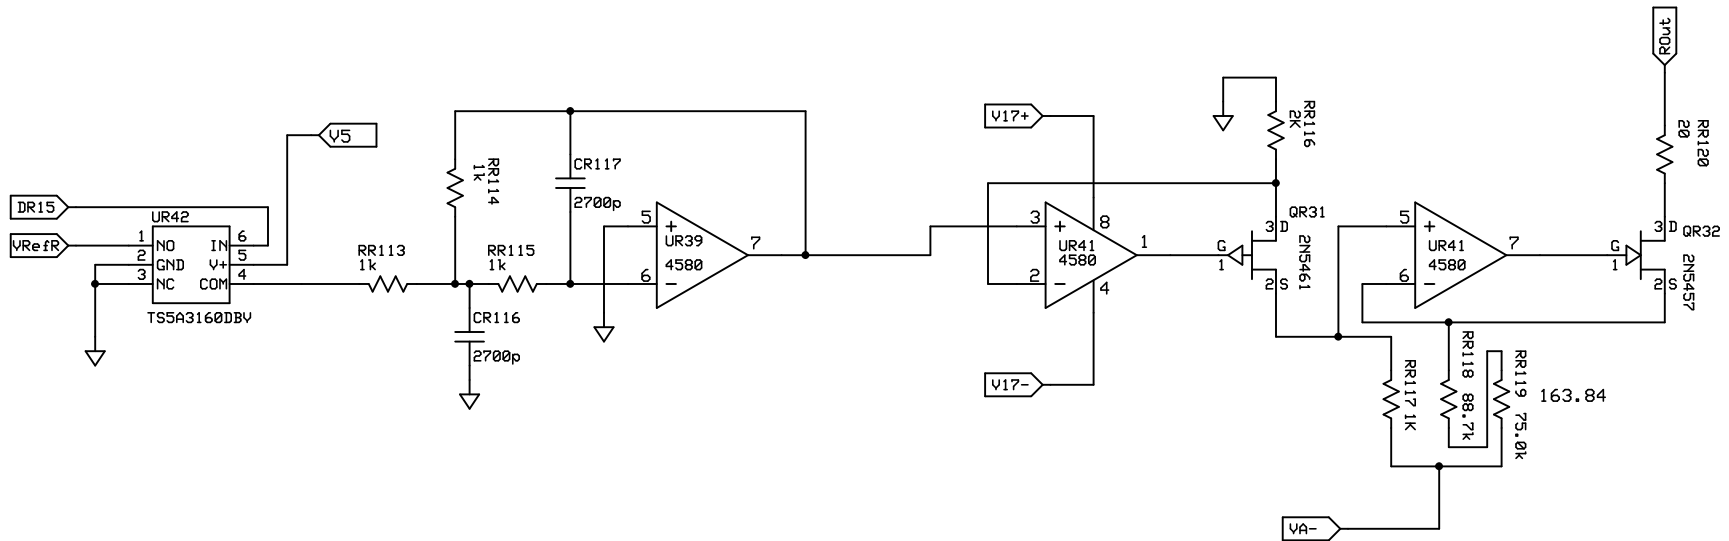 ROut
RR120
20
V17+
RR116
2K
V5
CR117
2700p
RR114
1k
DR15
UR42
VRefR
1 NO IN 6
2 GND V+ 5
3 NC COM 4
TS5A3160DBV
RR113
1k
RR115
1k
5 +
UR39
4580
7
6 -
CR116
2700p
3 +
8
UR41
4580
1
2 -
4
V17-
3 D
QR31
G
1
2N5461
2 S
5 +
UR41
4580
7
6 -
3 D
QR32
G
1
2N5457
2 S
RR117 1K
RR118 88.7k
RR119 75.0k
163.84
VA-